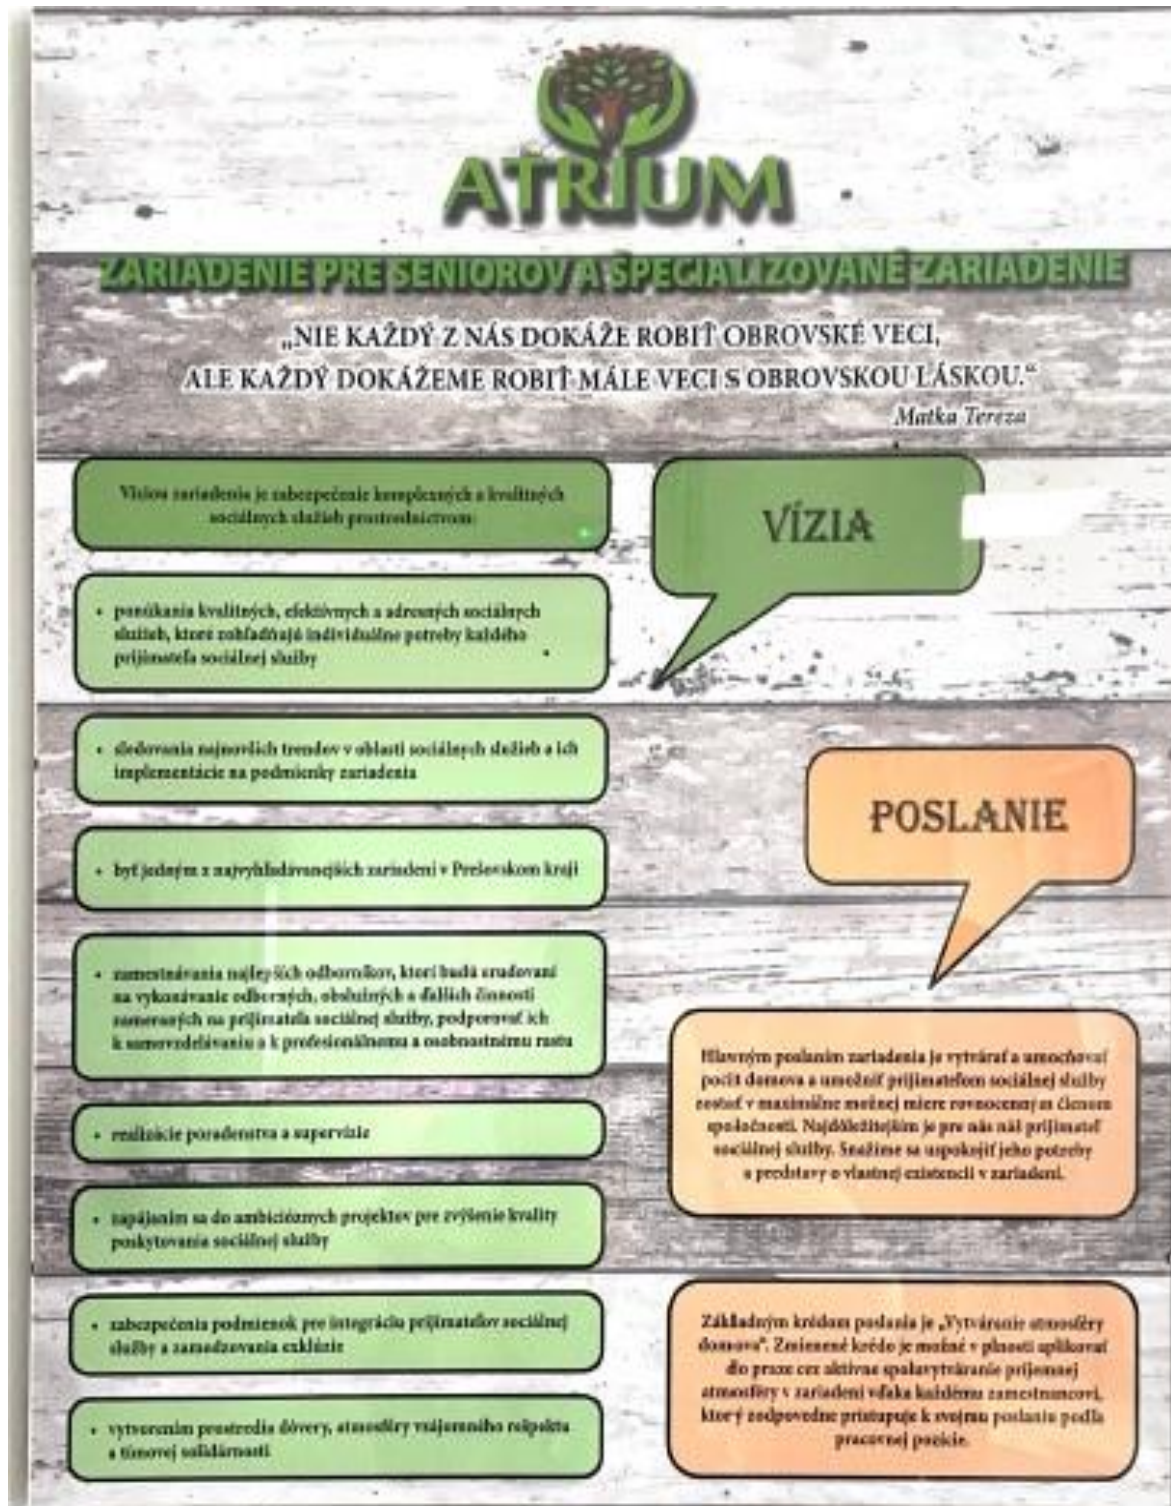 ATRIUM
ZARIADENIE PRE SENIOROV A ŠPECIALIZOVANÉ ZARIADENIE
„NIE KAŽDÝ Z NÁS DOKÁŽE ROBIŤ OBROVSKÉ VECI,
ALE KAŽDÝ DOKÁŽEME ROBIŤ MÁLE VECI S OBROVSKOU LÁSKOU.“
Matka Tereza
VÍZIA
Víziou zariadenia je zabezpečenie komplexných a kvalitných
sociálnych služieb prostredníctvom:
• ponúkania kvalitných, efektívnych a adresných sociálnych
služieb, ktoré zohľadňujú individuálne potreby každého
prijímateľa sociálnej služby
• sledovania najnovších trendov v oblasti sociálnych služieb a ich
implementácie na podmienky zariadenia
• byť jedným z najvyhľadávanejších zariadení v Prešovskom kraji
• zamestnávania najlepších odborníkov, ktorí budú erudovaní
na vykonávanie odborných, obslužných a ďalších činností
zameraných na prijímateľa sociálnej služby, podporovať ich
k samovzdelávaniu a k profesionálnemu a osobnostnému rastu
• realizácie poradenstva a supervízie
• zapájaním sa do ambicióznych projektov pre zvýšenie kvality
poskytovania sociálnej služby
• zabezpečenia podmienok pre integráciu prijímateľov sociálnej
služby a zamedzovania exklúzie
• vytvorením prostredia dôvery, atmosféry vzájomného rešpektu
a tímovej solidárnosti
POSLANIE
Hlavným poslaním zariadenia je vytvárať a umocňovať
pocit domova a umožniť prijímateľom sociálnej služby
zostať v maximálne možnej miere rovnocenným členom
spoločnosti. Najdôležitejším je pre nás náš prijímateľ
sociálnej služby. Snažíme sa uspokojiť jeho potreby
a predstavy o vlastnej existencii v zariadení.
Základným krédom poslania je „Vytváranie atmosféry
domova“. Zmienené krédo je možné v plnosti aplikovať
do praxe cez aktívne spoluvytváranie príjemnej
atmosféry v zariadení vďaka každému zamestnancovi,
ktorý zodpovedne pristupuje k svojmu poslaniu podľa
pracovnej pozície.